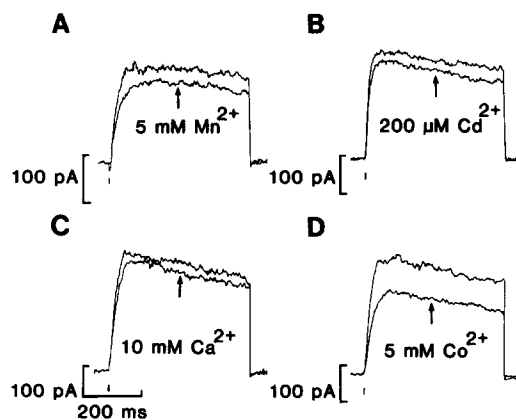 A
B
5 mM Mn2+
200 µM Cd2+
100 pA
100 pA
C
D
10 mM Ca2+
5 mM Co2+
100 pA
100 pA
200 ms